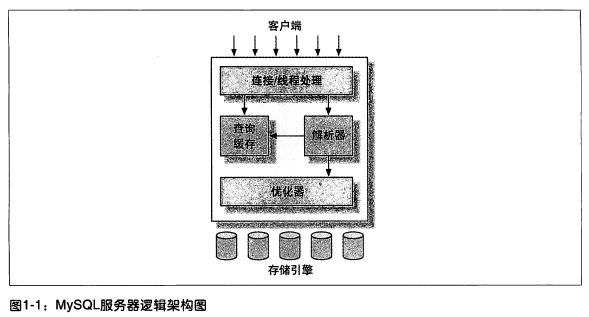 客户端
连接/线程处理
查询
缓存
解析器
优化器
存储引擎
图1-1：MySQL服务器逻辑架构图